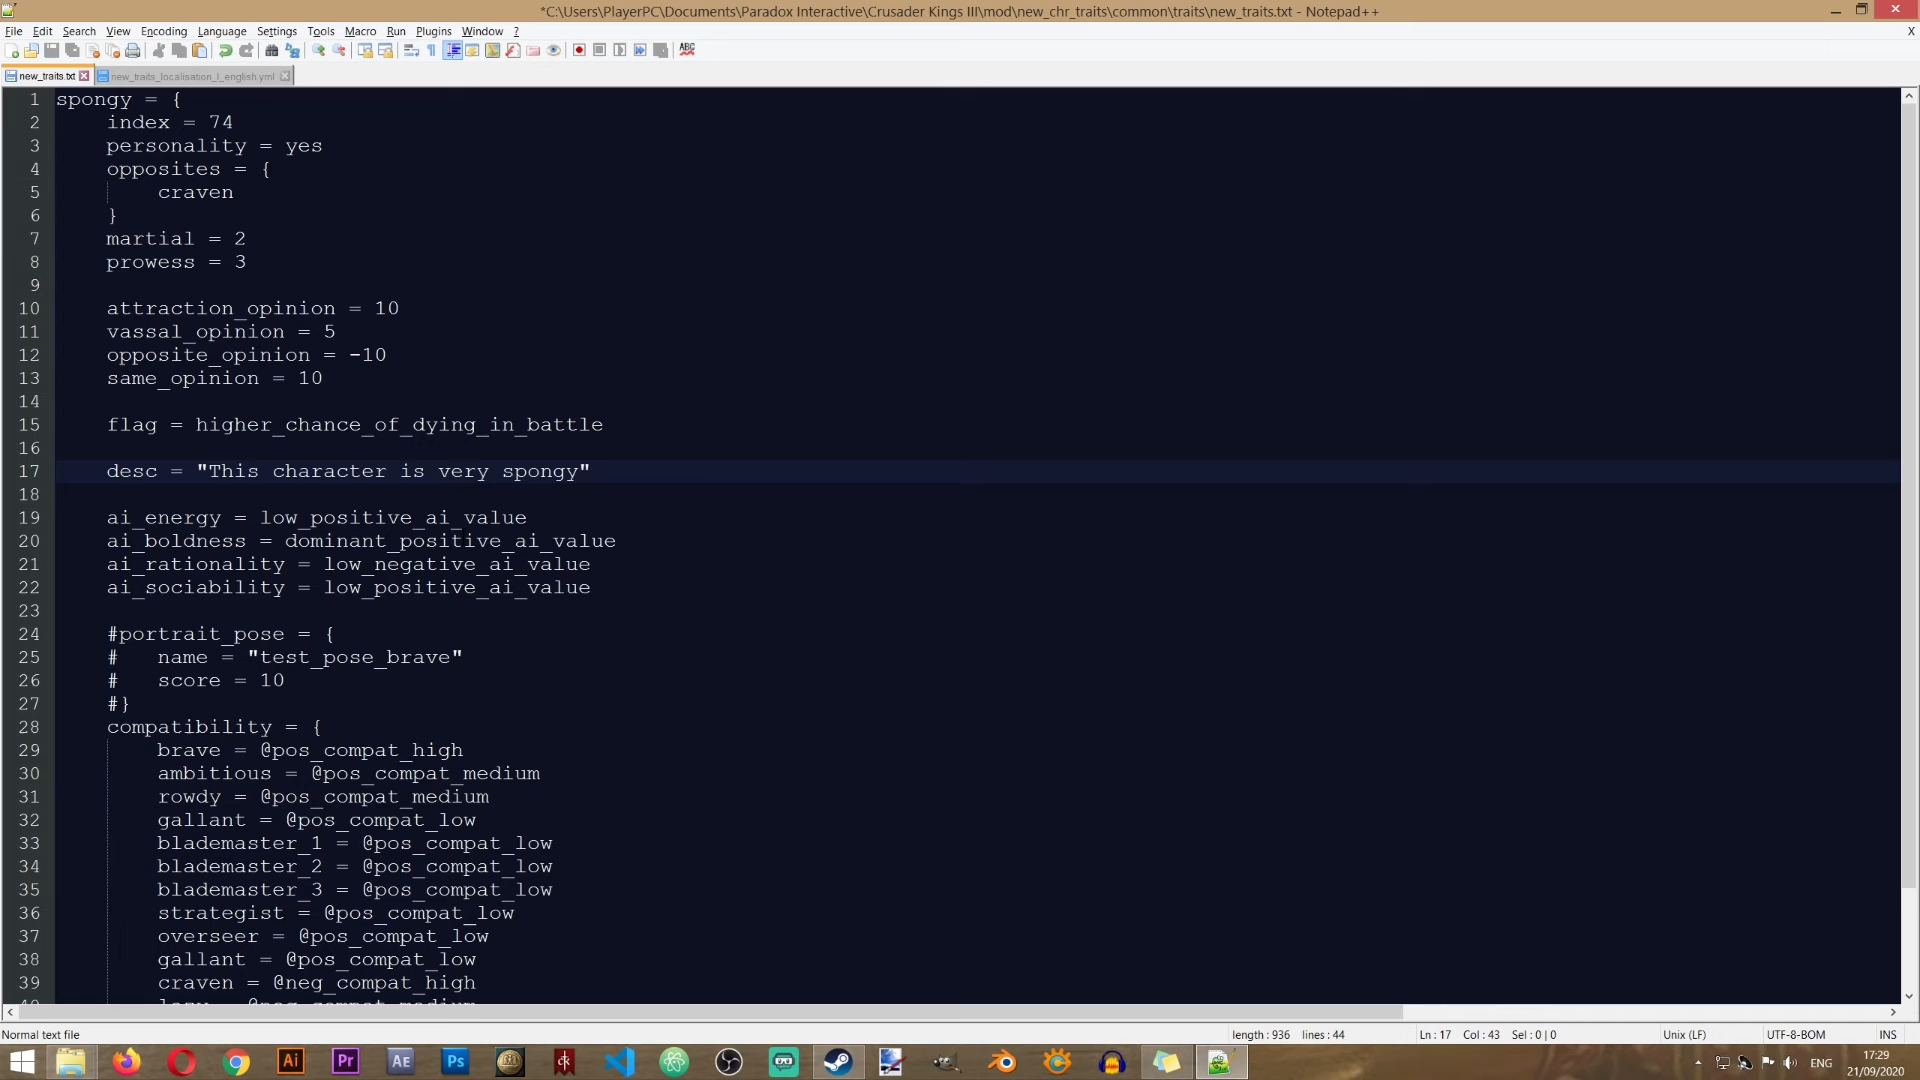 *C:\Users\PlayerPC\Documents\Paradox Interactive\Crusader Kings III\mod\new_chr_traits\common\traits\new_traits.txt - Notepad++
File Edit Search View Encoding Language Settings Tools Macro Run Plugins Window ? X
new_traits.txt new_traits_localisation_l_english.yml
1 spongy = {
2 index = 74
3 personality = yes
4 opposites = {
5 craven
6 }
7 martial = 2
8 prowess = 3
9
10 attraction_opinion = 10
11 vassal_opinion = 5
12 opposite_opinion = -10
13 same_opinion = 10
14
15 flag = higher_chance_of_dying_in_battle
16
17 desc = "This character is very spongy"
18
19 ai_energy = low_positive_ai_value
20 ai_boldness = dominant_positive_ai_value
21 ai_rationality = low_negative_ai_value
22 ai_sociability = low_positive_ai_value
23
24 #portrait_pose = {
25 # name = "test_pose_brave"
26 # score = 10
27 #}
28 compatibility = {
29 brave = @pos_compat_high
30 ambitious = @pos_compat_medium
31 rowdy = @pos_compat_medium
32 gallant = @pos_compat_low
33 blademaster_1 = @pos_compat_low
34 blademaster_2 = @pos_compat_low
35 blademaster_3 = @pos_compat_low
36 strategist = @pos_compat_low
37 overseer = @pos_compat_low
38 gallant = @pos_compat_low
39 craven = @neg_compat_high
40 lazy = @neg_compat_medium
Normal text file length : 936 lines : 44 Ln : 17 Col : 43 Sel : 0 | 0 Unix (LF) UTF-8-BOM INS
Ai Pr AE Ps ENG 17:29
21/09/2020